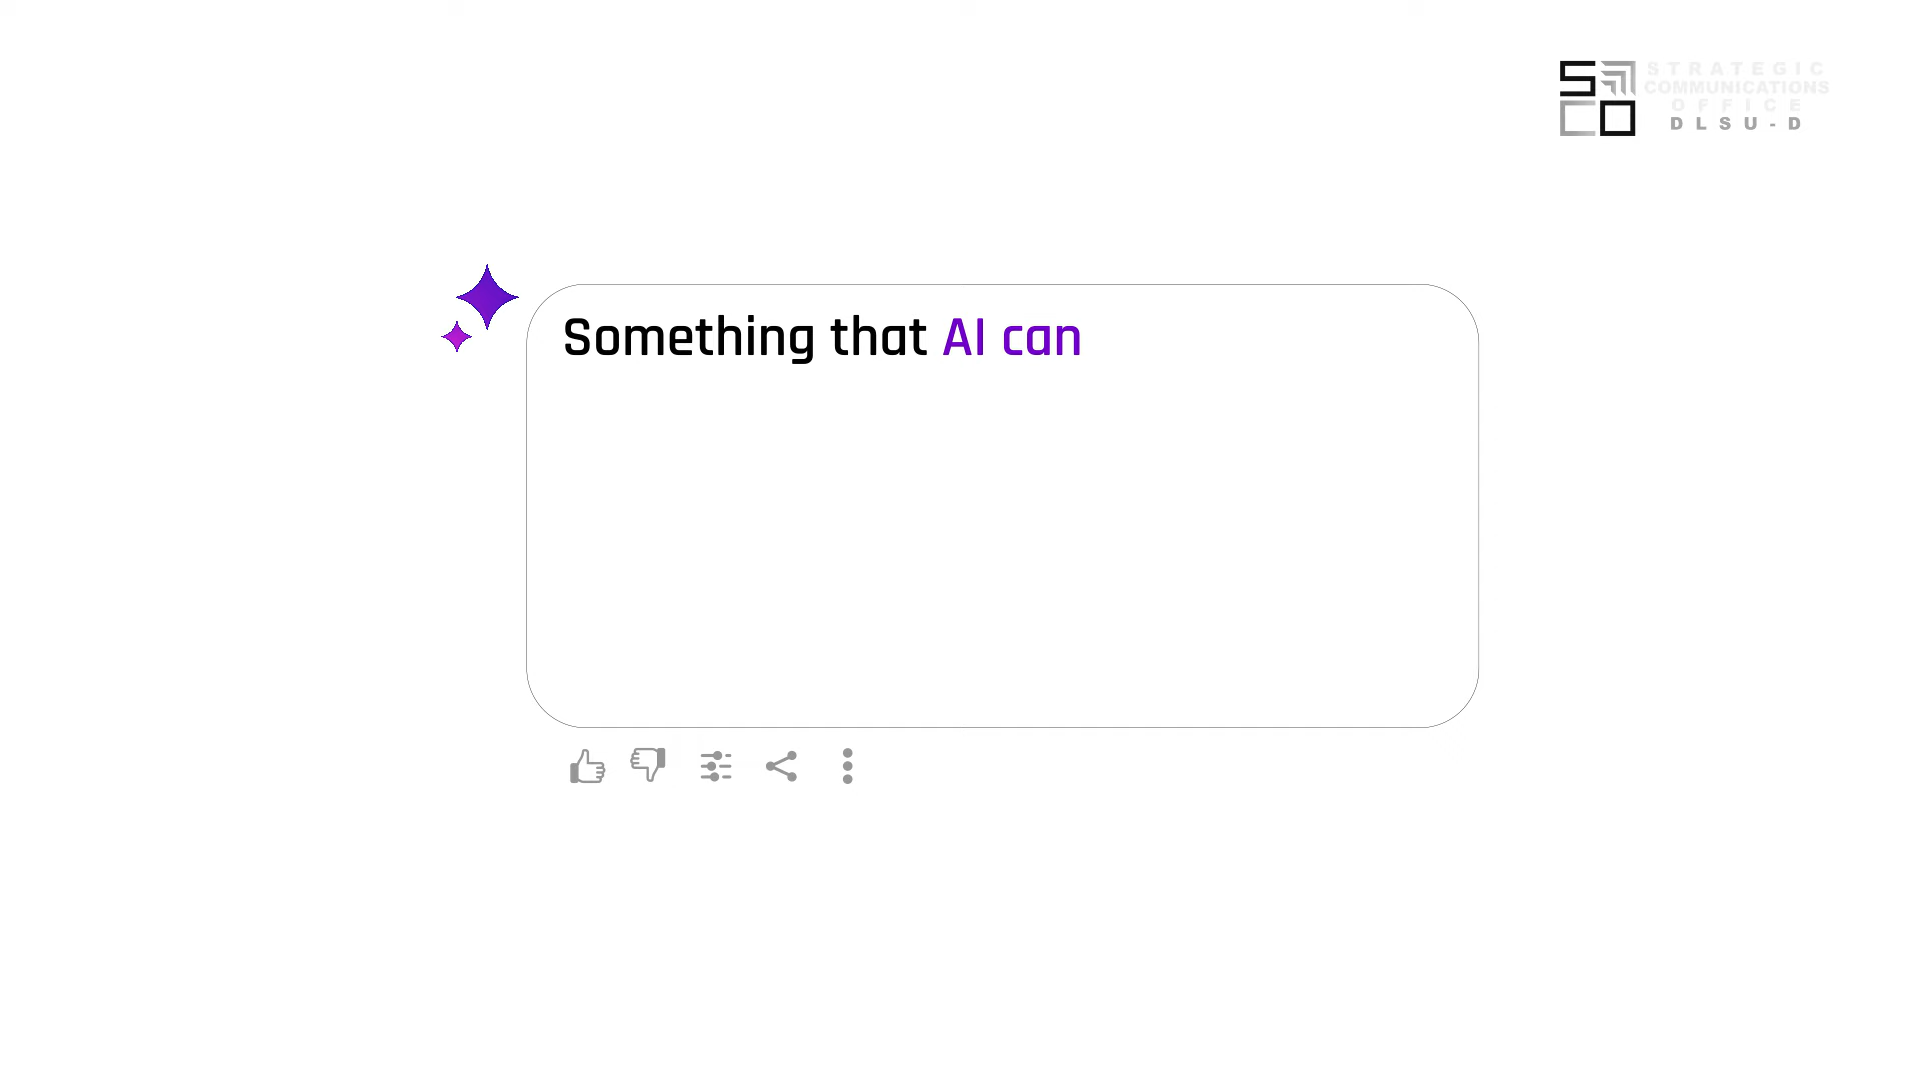 STRATEGIC
COMMUNICATIONS
OFFICE
DLSU-D
Something that AI can